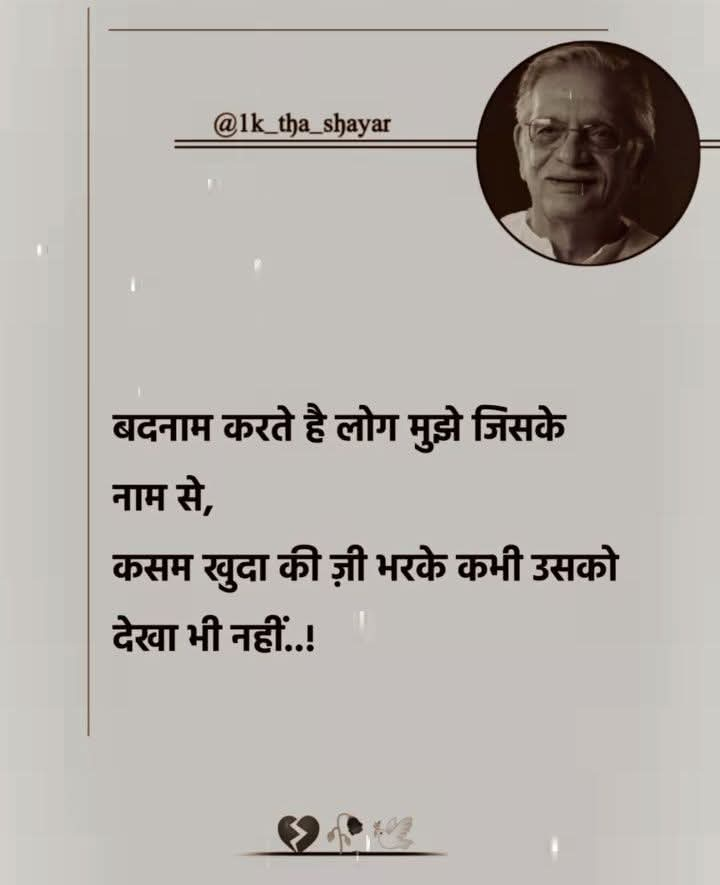 @1k_tha_shayar
बदनाम करते है लोग मुझे जिसके
नाम से,
कसम खुदा की ज़ी भरके कभी उसको
देखा भी नहीं..!